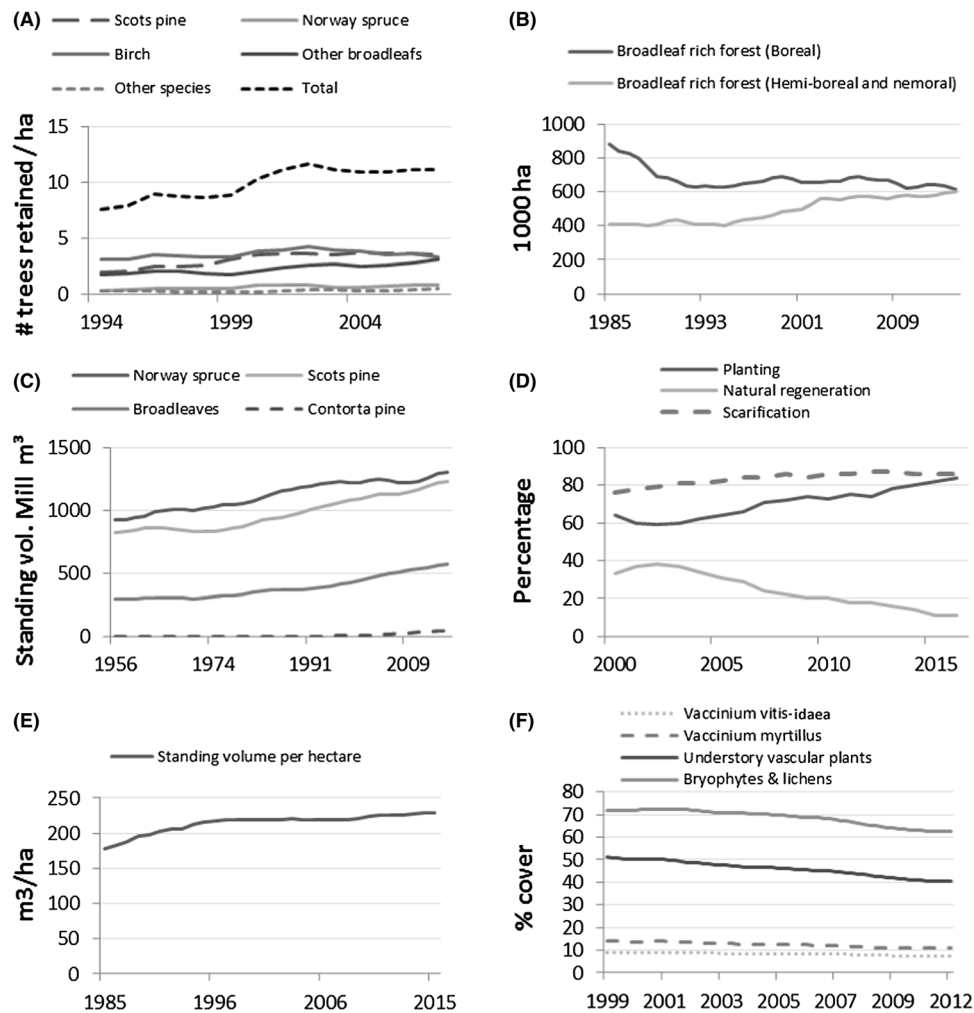 (A)
Scots pine
Norway spruce
Birch
Other broadleafs
Other species
Total
# trees retained / ha
15
10
5
0
1994
1999
2004
(B)
Broadleaf rich forest (Boreal)
Broadleaf rich forest (Hemi-boreal and nemoral)
1000 ha
1000
800
600
400
200
0
1985
1993
2001
2009
(C)
Norway spruce
Scots pine
Broadleaves
Contorta pine
Standing vol. Mill m³
1500
1000
500
0
1956
1974
1991
2009
(D)
Planting
Natural regeneration
Scarification
Percentage
100
80
60
40
20
0
2000
2005
2010
2015
(E)
Standing volume per hectare
m3/ha
250
200
150
100
50
0
1985
1996
2006
2015
(F)
Vaccinium vitis-idaea
Vaccinium myrtillus
Understory vascular plants
Bryophytes & lichens
% cover
80
70
60
50
40
30
20
10
0
1999
2001
2003
2005
2007
2010
2012